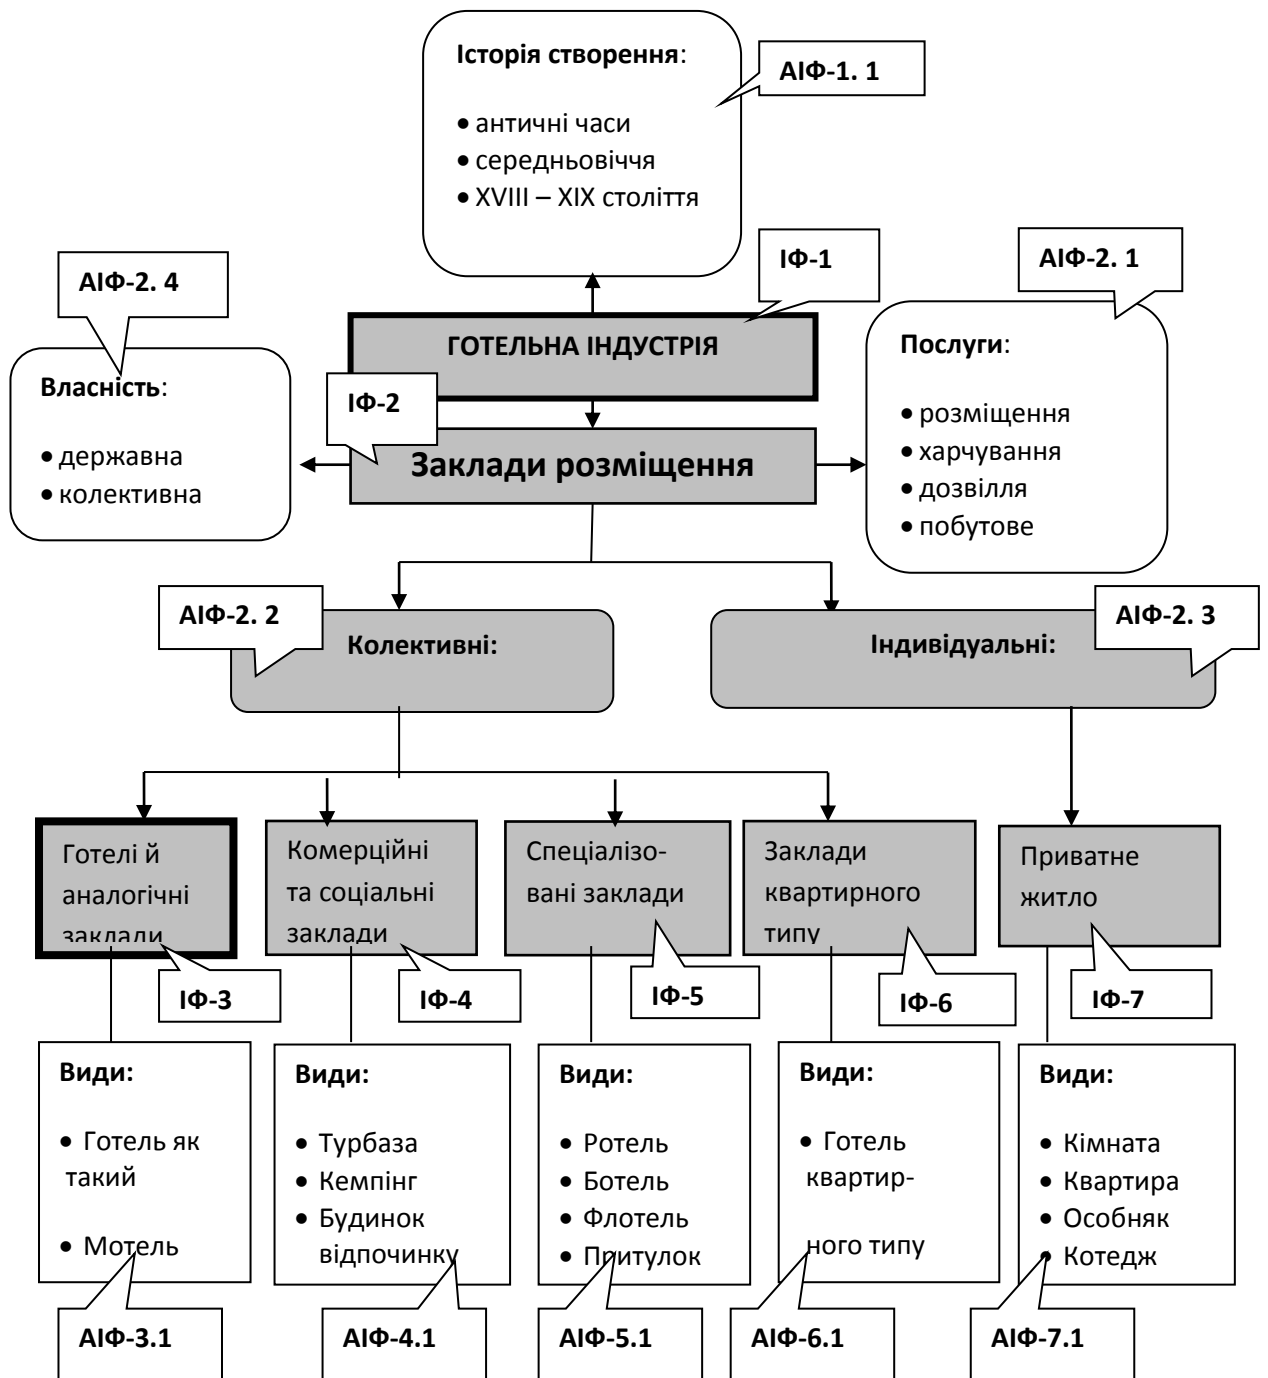 Історія створення:
• античні часи
• середньовіччя
• XVIII – XIX століття
АІФ-1. 1
АІФ-2. 4
ІФ-1
АІФ-2. 1
ГОТЕЛЬНА ІНДУСТРІЯ
Власність:
• державна
• колективна
ІФ-2
Заклади розміщення
Послуги:
• розміщення
• харчування
• дозвілля
• побутове
АІФ-2. 2
Колективні:
АІФ-2. 3
Індивідуальні:
Готелі й
аналогічні
заклади
Комерційні
та соціальні
заклади
Спеціалізо-
вані заклади
Заклади
квартирного
типу
Приватне
житло
ІФ-3
ІФ-4
ІФ-5
ІФ-6
ІФ-7
Види:
• Готель як
такий
• Мотель
Види:
• Турбаза
• Кемпінг
• Будинок
відпочинку
Види:
• Ротель
• Ботель
• Флотель
• Притулок
Види:
• Готель
квартир-
ного типу
Види:
• Кімната
• Квартира
• Особняк
• Котедж
АІФ-3.1
АІФ-4.1
АІФ-5.1
АІФ-6.1
АІФ-7.1